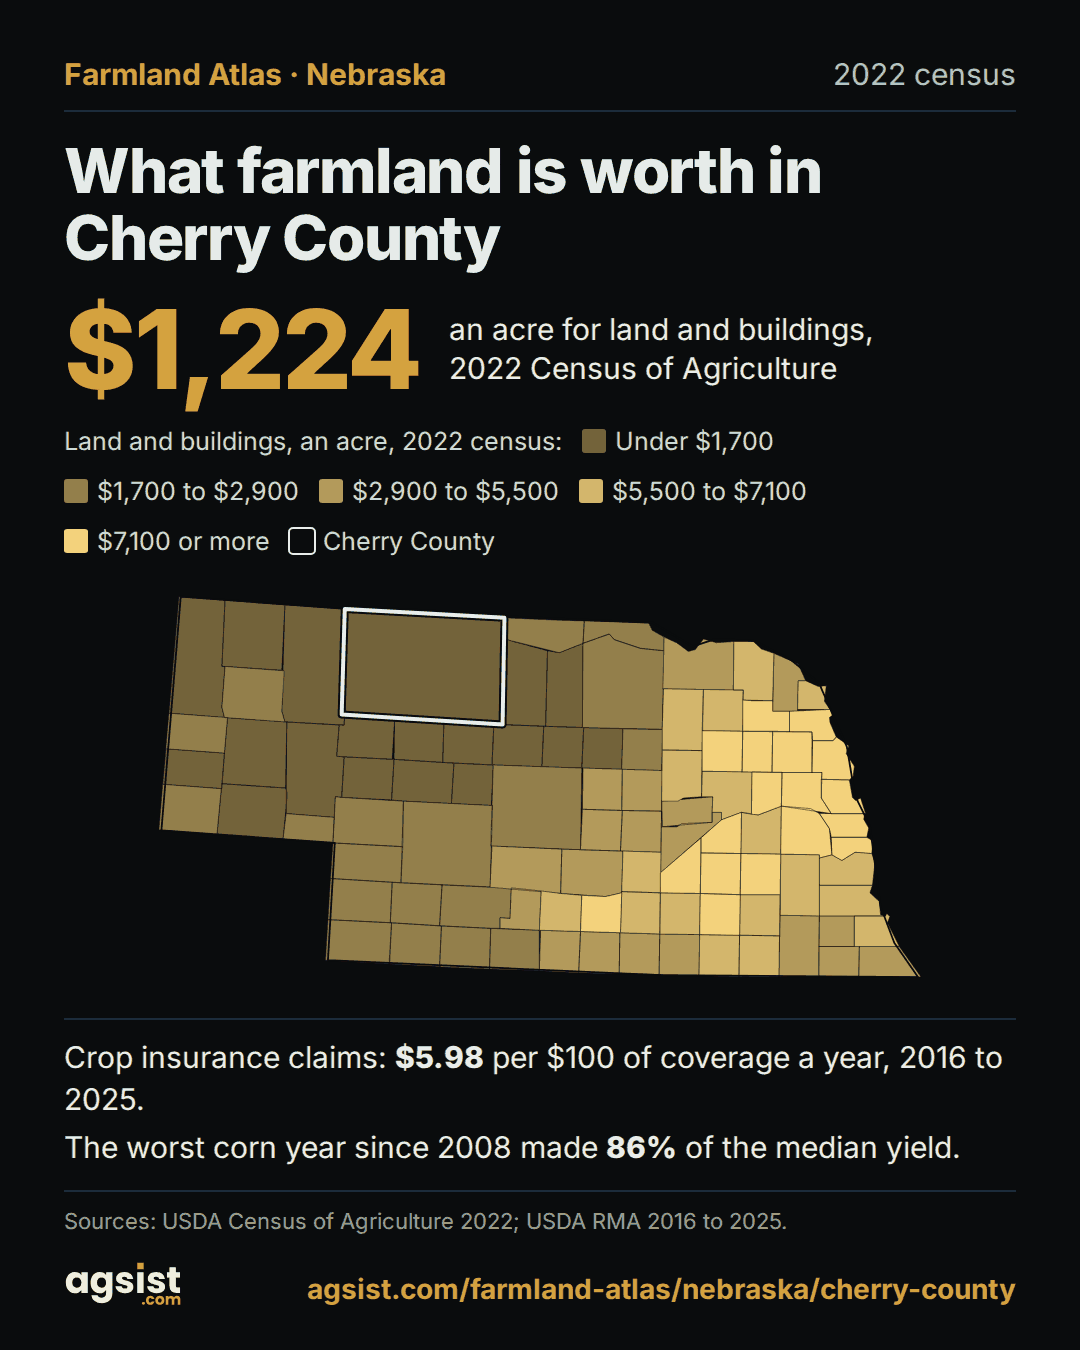 Farmland Atlas · Nebraska
2022 census
What farmland is worth in
Cherry County
$1,224
an acre for land and buildings,
2022 Census of Agriculture
Land and buildings, an acre, 2022 census:
Under $1,700
$1,700 to $2,900
$2,900 to $5,500
$5,500 to $7,100
$7,100 or more
Cherry County
Crop insurance claims: $5.98 per $100 of coverage a year, 2016 to
2025.
The worst corn year since 2008 made 86% of the median yield.
Sources: USDA Census of Agriculture 2022; USDA RMA 2016 to 2025.
agsist
.com
agsist.com/farmland-atlas/nebraska/cherry-county